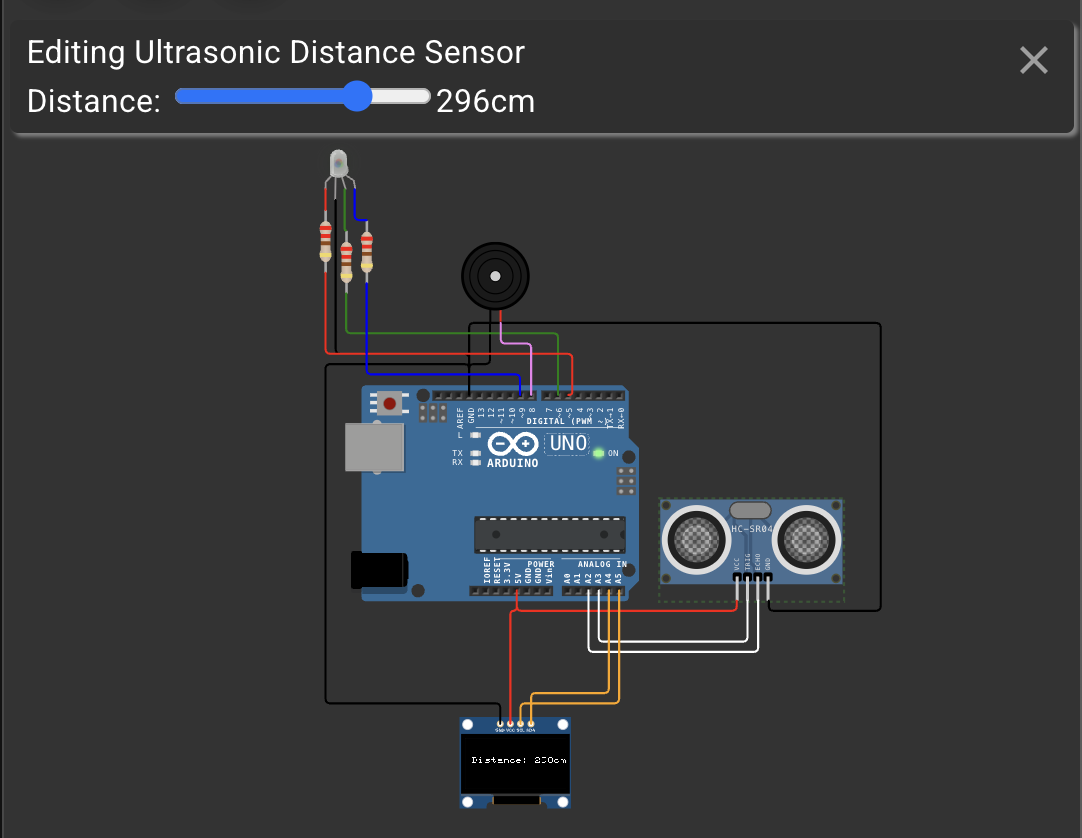 Editing Ultrasonic Distance Sensor
Distance: 296cm
AREF
GND
13
12
~11
~10
~9
8
7
~6
~5
4
~3
2
TX→1
RX←0
DIGITAL (PWM ~)
L
UNO
TX
RX
ARDUINO
ON
HC-SR04
VCC
TRIG
ECHO
GND
IOREF
RESET
3.3V
5V
GND
GND
Vin
POWER
ANALOG IN
A0
A1
A2
A3
A4
A5
GND VCC SCL SDA